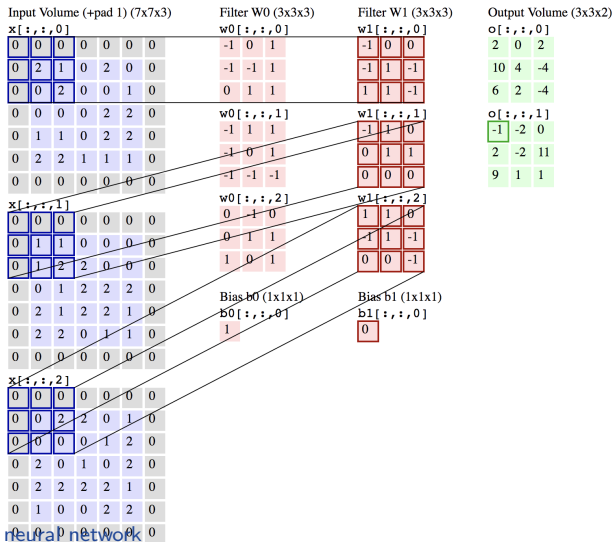 Input Volume (+pad 1) (7x7x3)
x[:,:,0]
0 0 0 0 0 0 0
0 2 1 0 2 0 0
0 0 2 0 0 1 0
0 0 0 0 2 2 0
0 1 1 0 2 2 0
0 2 2 1 1 1 0
0 0 0 0 0 0 0
x[:,:,1]
0 0 0 0 0 0 0
0 1 1 0 0 0 0
0 1 2 2 0 0 0
0 0 1 2 2 2 0
0 2 1 2 2 1 0
0 2 2 0 1 1 0
0 0 0 0 0 0 0
x[:,:,2]
0 0 0 0 0 0 0
0 0 2 2 0 1 0
0 0 0 0 1 2 0
0 2 0 1 0 2 0
0 2 2 2 2 1 0
0 1 0 0 2 2 0
0 0 0 0 0 0 0
neural network
Filter W0 (3x3x3)
w0[:,:,0]
-1 0 1
-1 -1 1
0 1 1
w0[:,:,1]
-1 1 1
-1 0 1
-1 -1 -1
w0[:,:,2]
0 -1 0
0 1 1
1 0 1
Bias b0 (1x1x1)
b0[:,:,0]
1
Filter W1 (3x3x3)
w1[:,:,0]
-1 0 0
-1 1 -1
1 1 -1
w1[:,:,1]
-1 1 0
0 1 1
0 0 0
w1[:,:,2]
1 1 0
-1 1 -1
0 0 -1
Bias b1 (1x1x1)
b1[:,:,0]
0
Output Volume (3x3x2)
o[:,:,0]
2 0 2
10 4 -4
6 2 -4
o[:,:,1]
-1 -2 0
2 -2 11
9 1 1